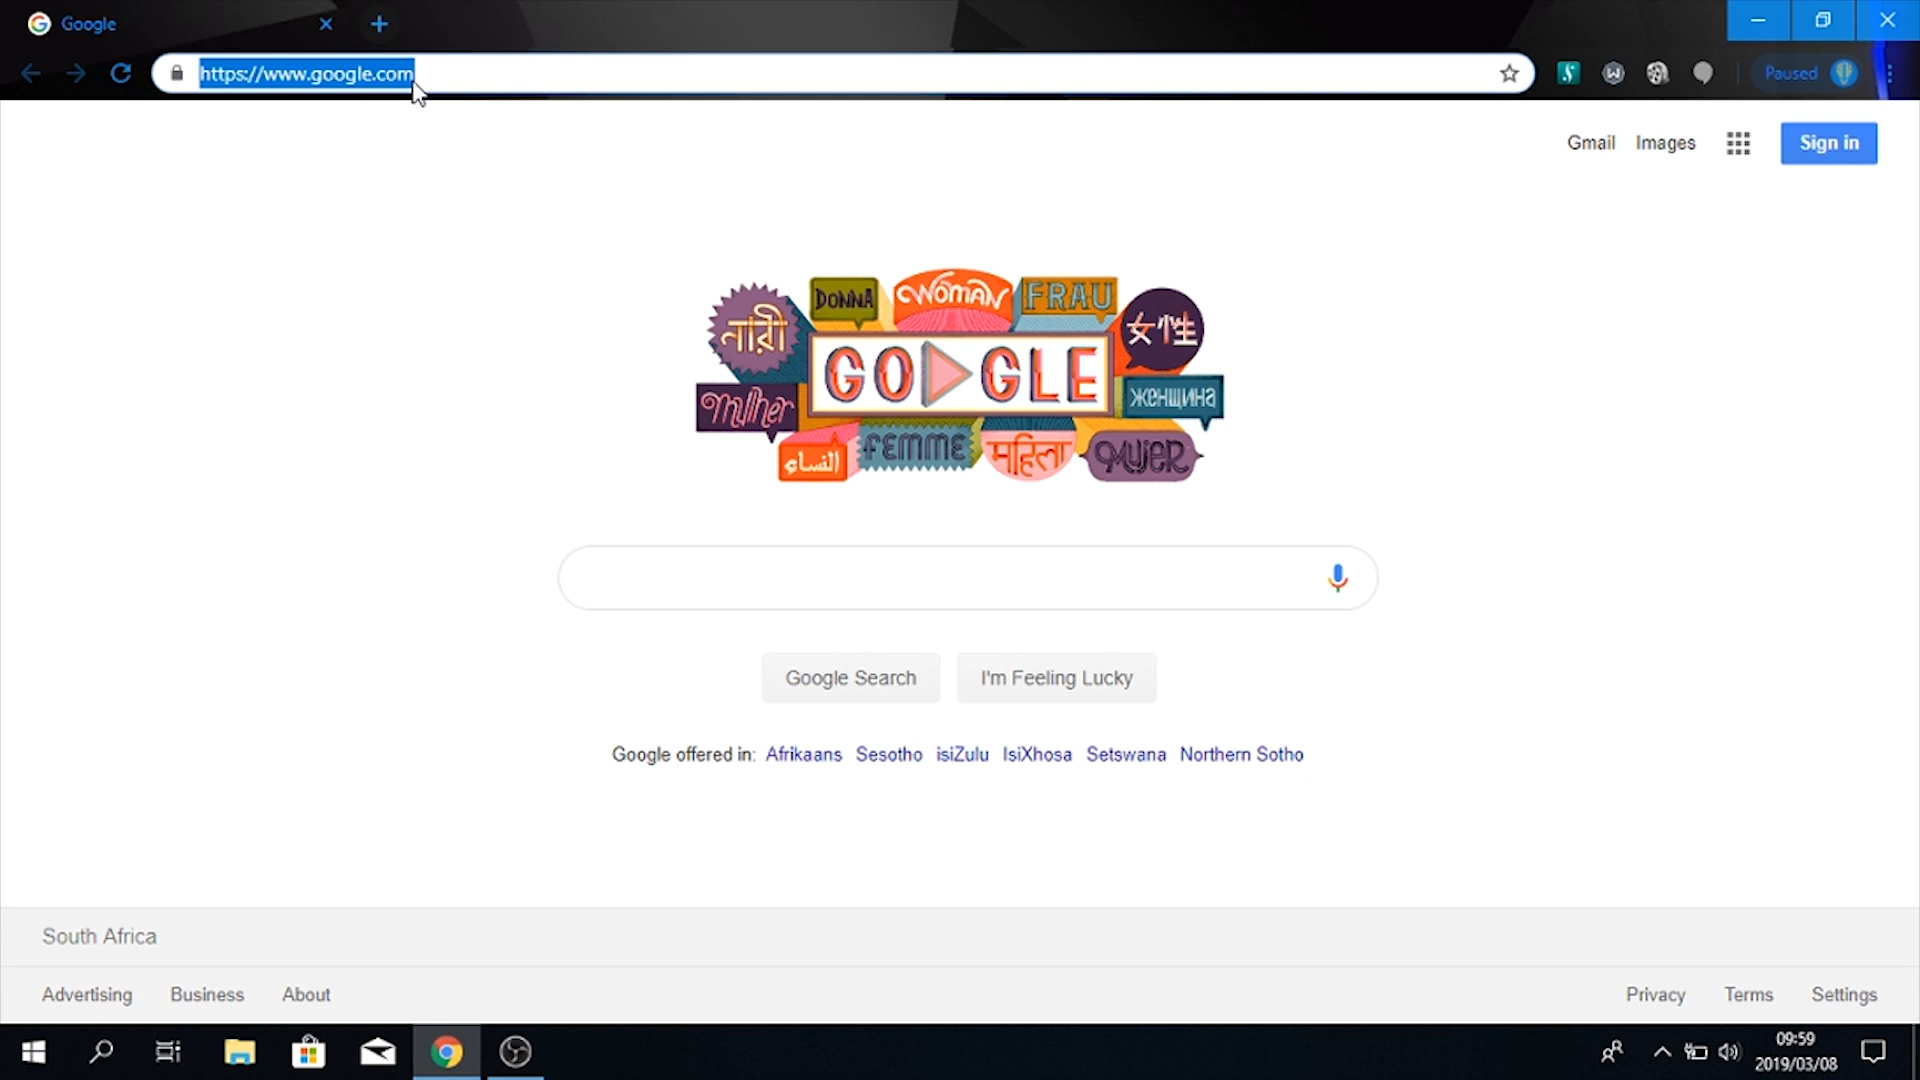 Google
https://www.google.com
Paused
Gmail Images Sign in
DONNA WOMAN FRAU
নারী 女性
GO GLE
mulher женщина
النساء FEMME महिला MUJER
Google Search I'm Feeling Lucky
Google offered in: Afrikaans Sesotho isiZulu IsiXhosa Setswana Northern Sotho
South Africa
Advertising Business About Privacy Terms Settings
09:59
2019/03/08